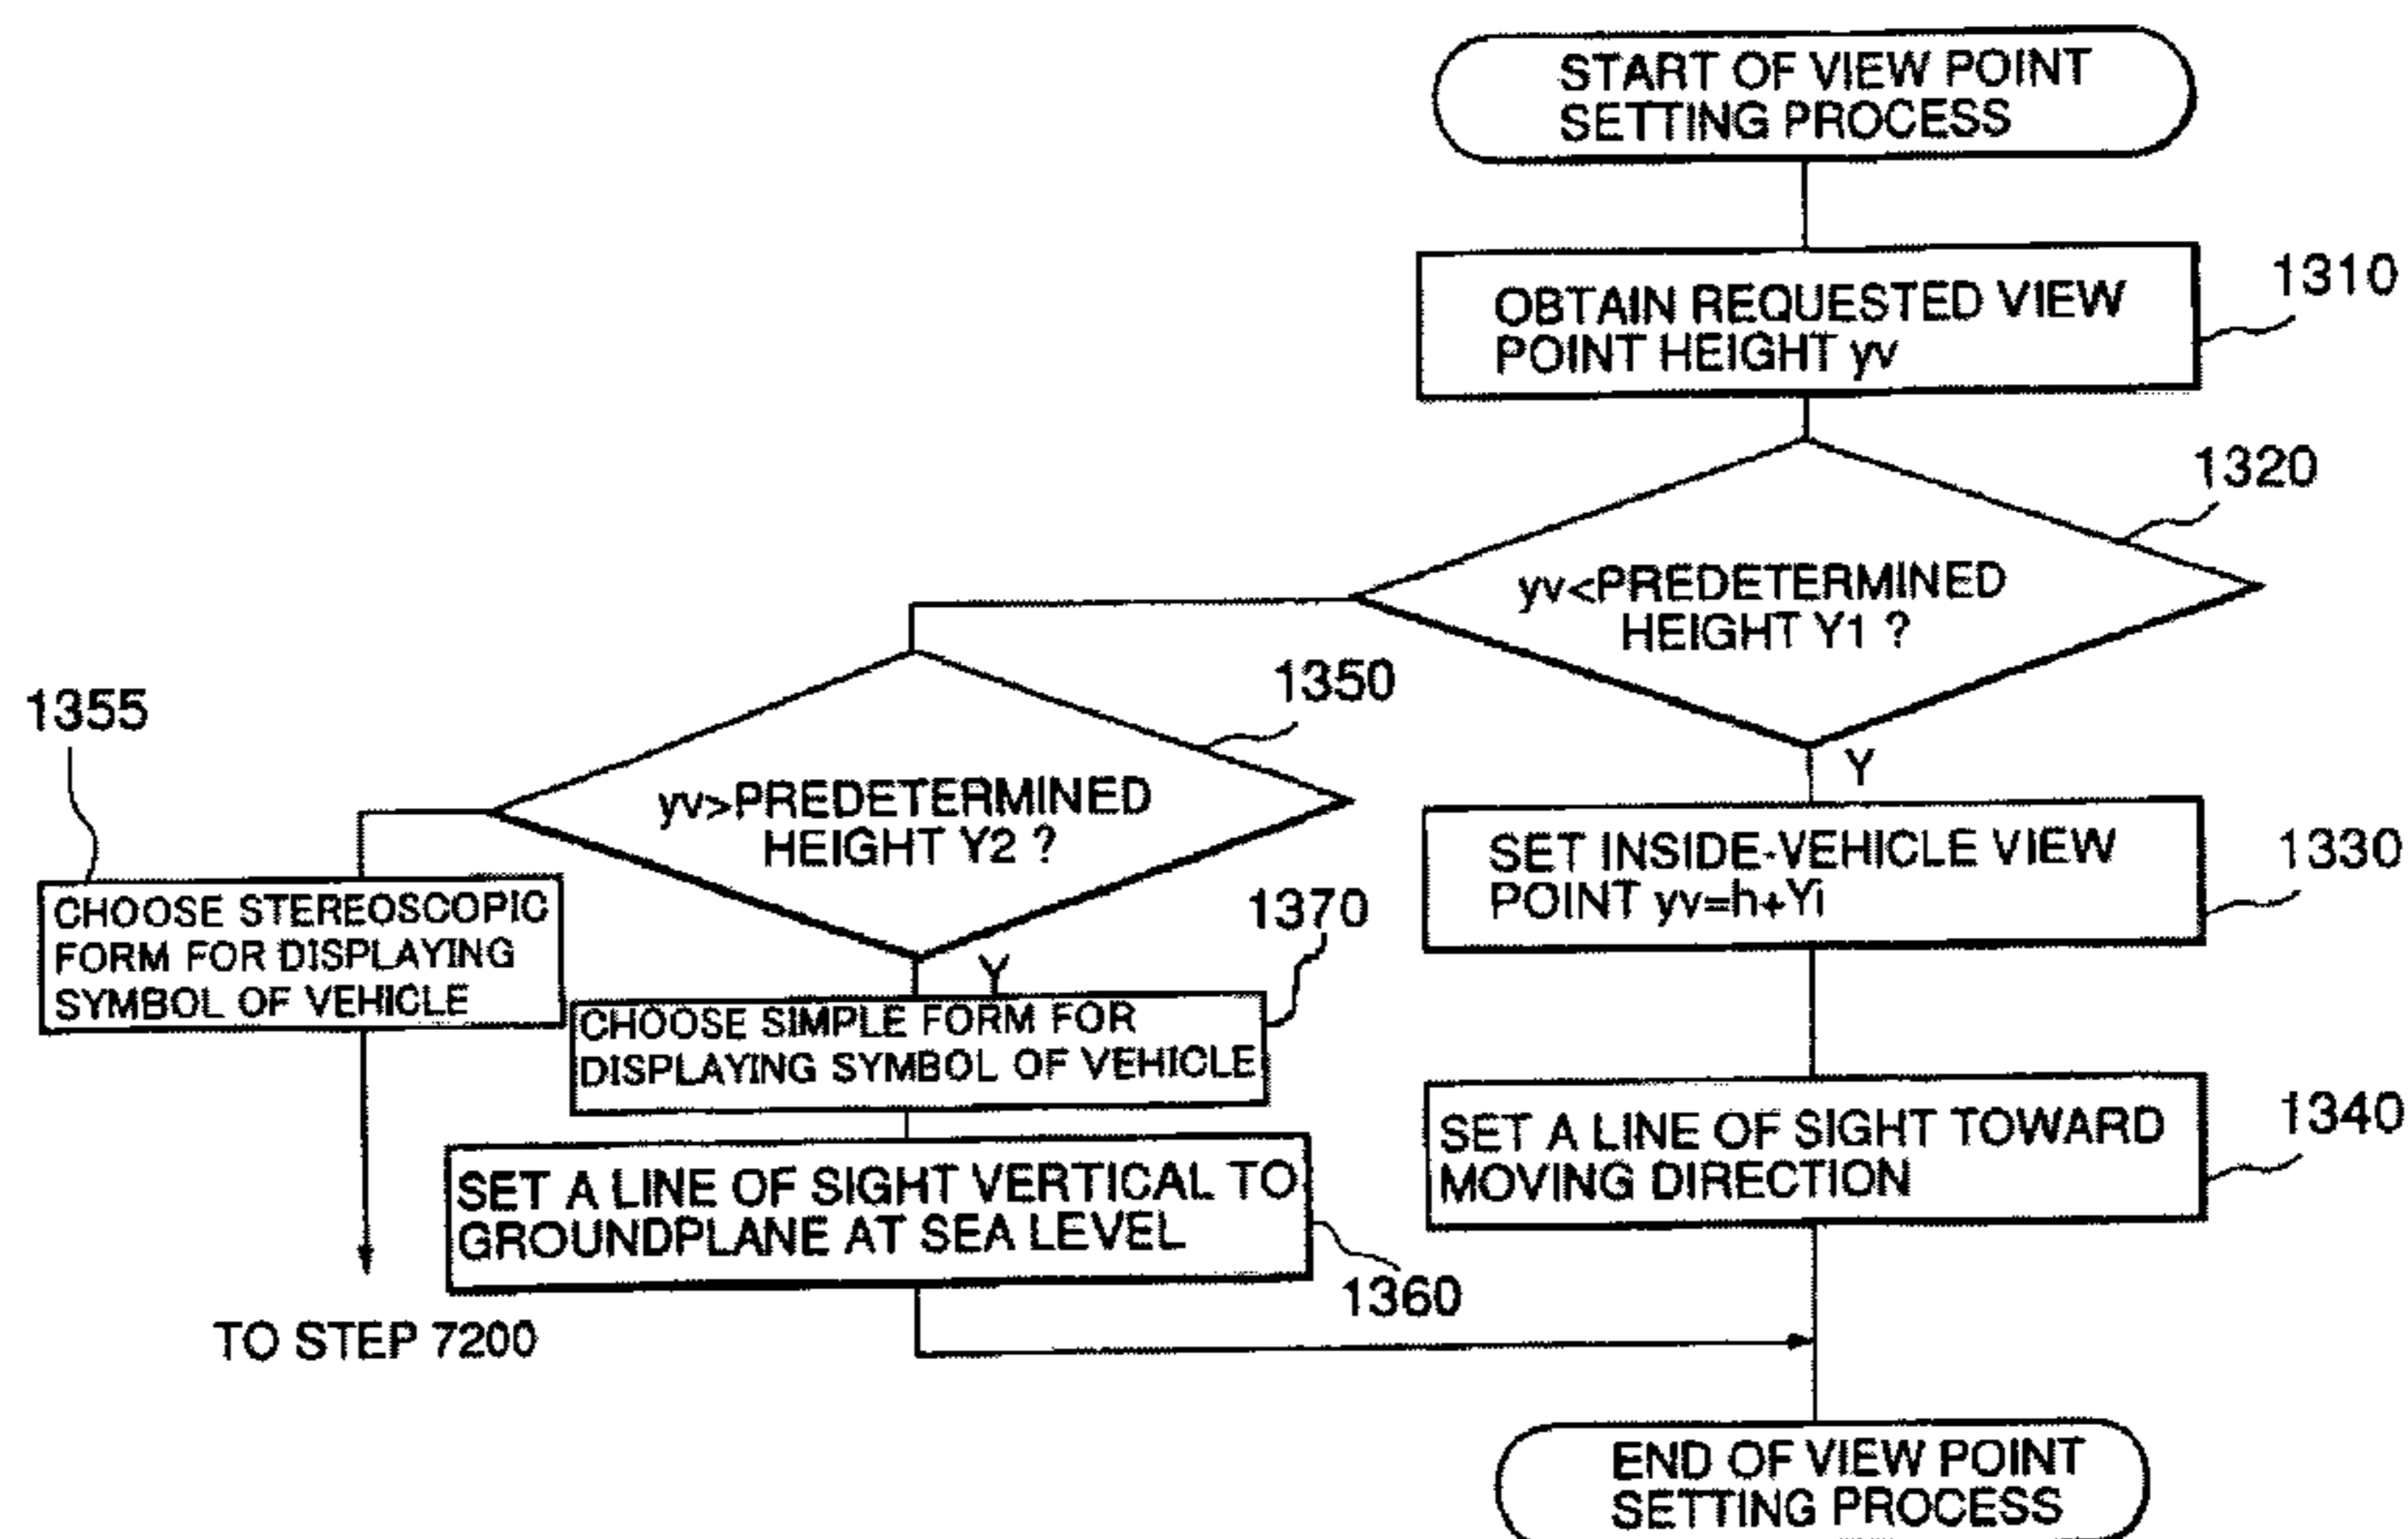 START OF VIEW POINT
SETTING PROCESS
OBTAIN REQUESTED VIEW
POINT HEIGHT yv
1310
yv<PREDETERMINED
HEIGHT Y1 ?
1320
Y
yv>PREDETERMINED
HEIGHT Y2 ?
1350
Y
1355
CHOOSE STEREOSCOPIC
FORM FOR DISPLAYING
SYMBOL OF VEHICLE
TO STEP 7200
1370
CHOOSE SIMPLE FORM FOR
DISPLAYING SYMBOL OF VEHICLE
SET A LINE OF SIGHT VERTICAL TO
GROUNDPLANE AT SEA LEVEL
1360
SET INSIDE-VEHICLE VIEW
POINT yv=h+Yi
1330
SET A LINE OF SIGHT TOWARD
MOVING DIRECTION
1340
END OF VIEW POINT
SETTING PROCESS